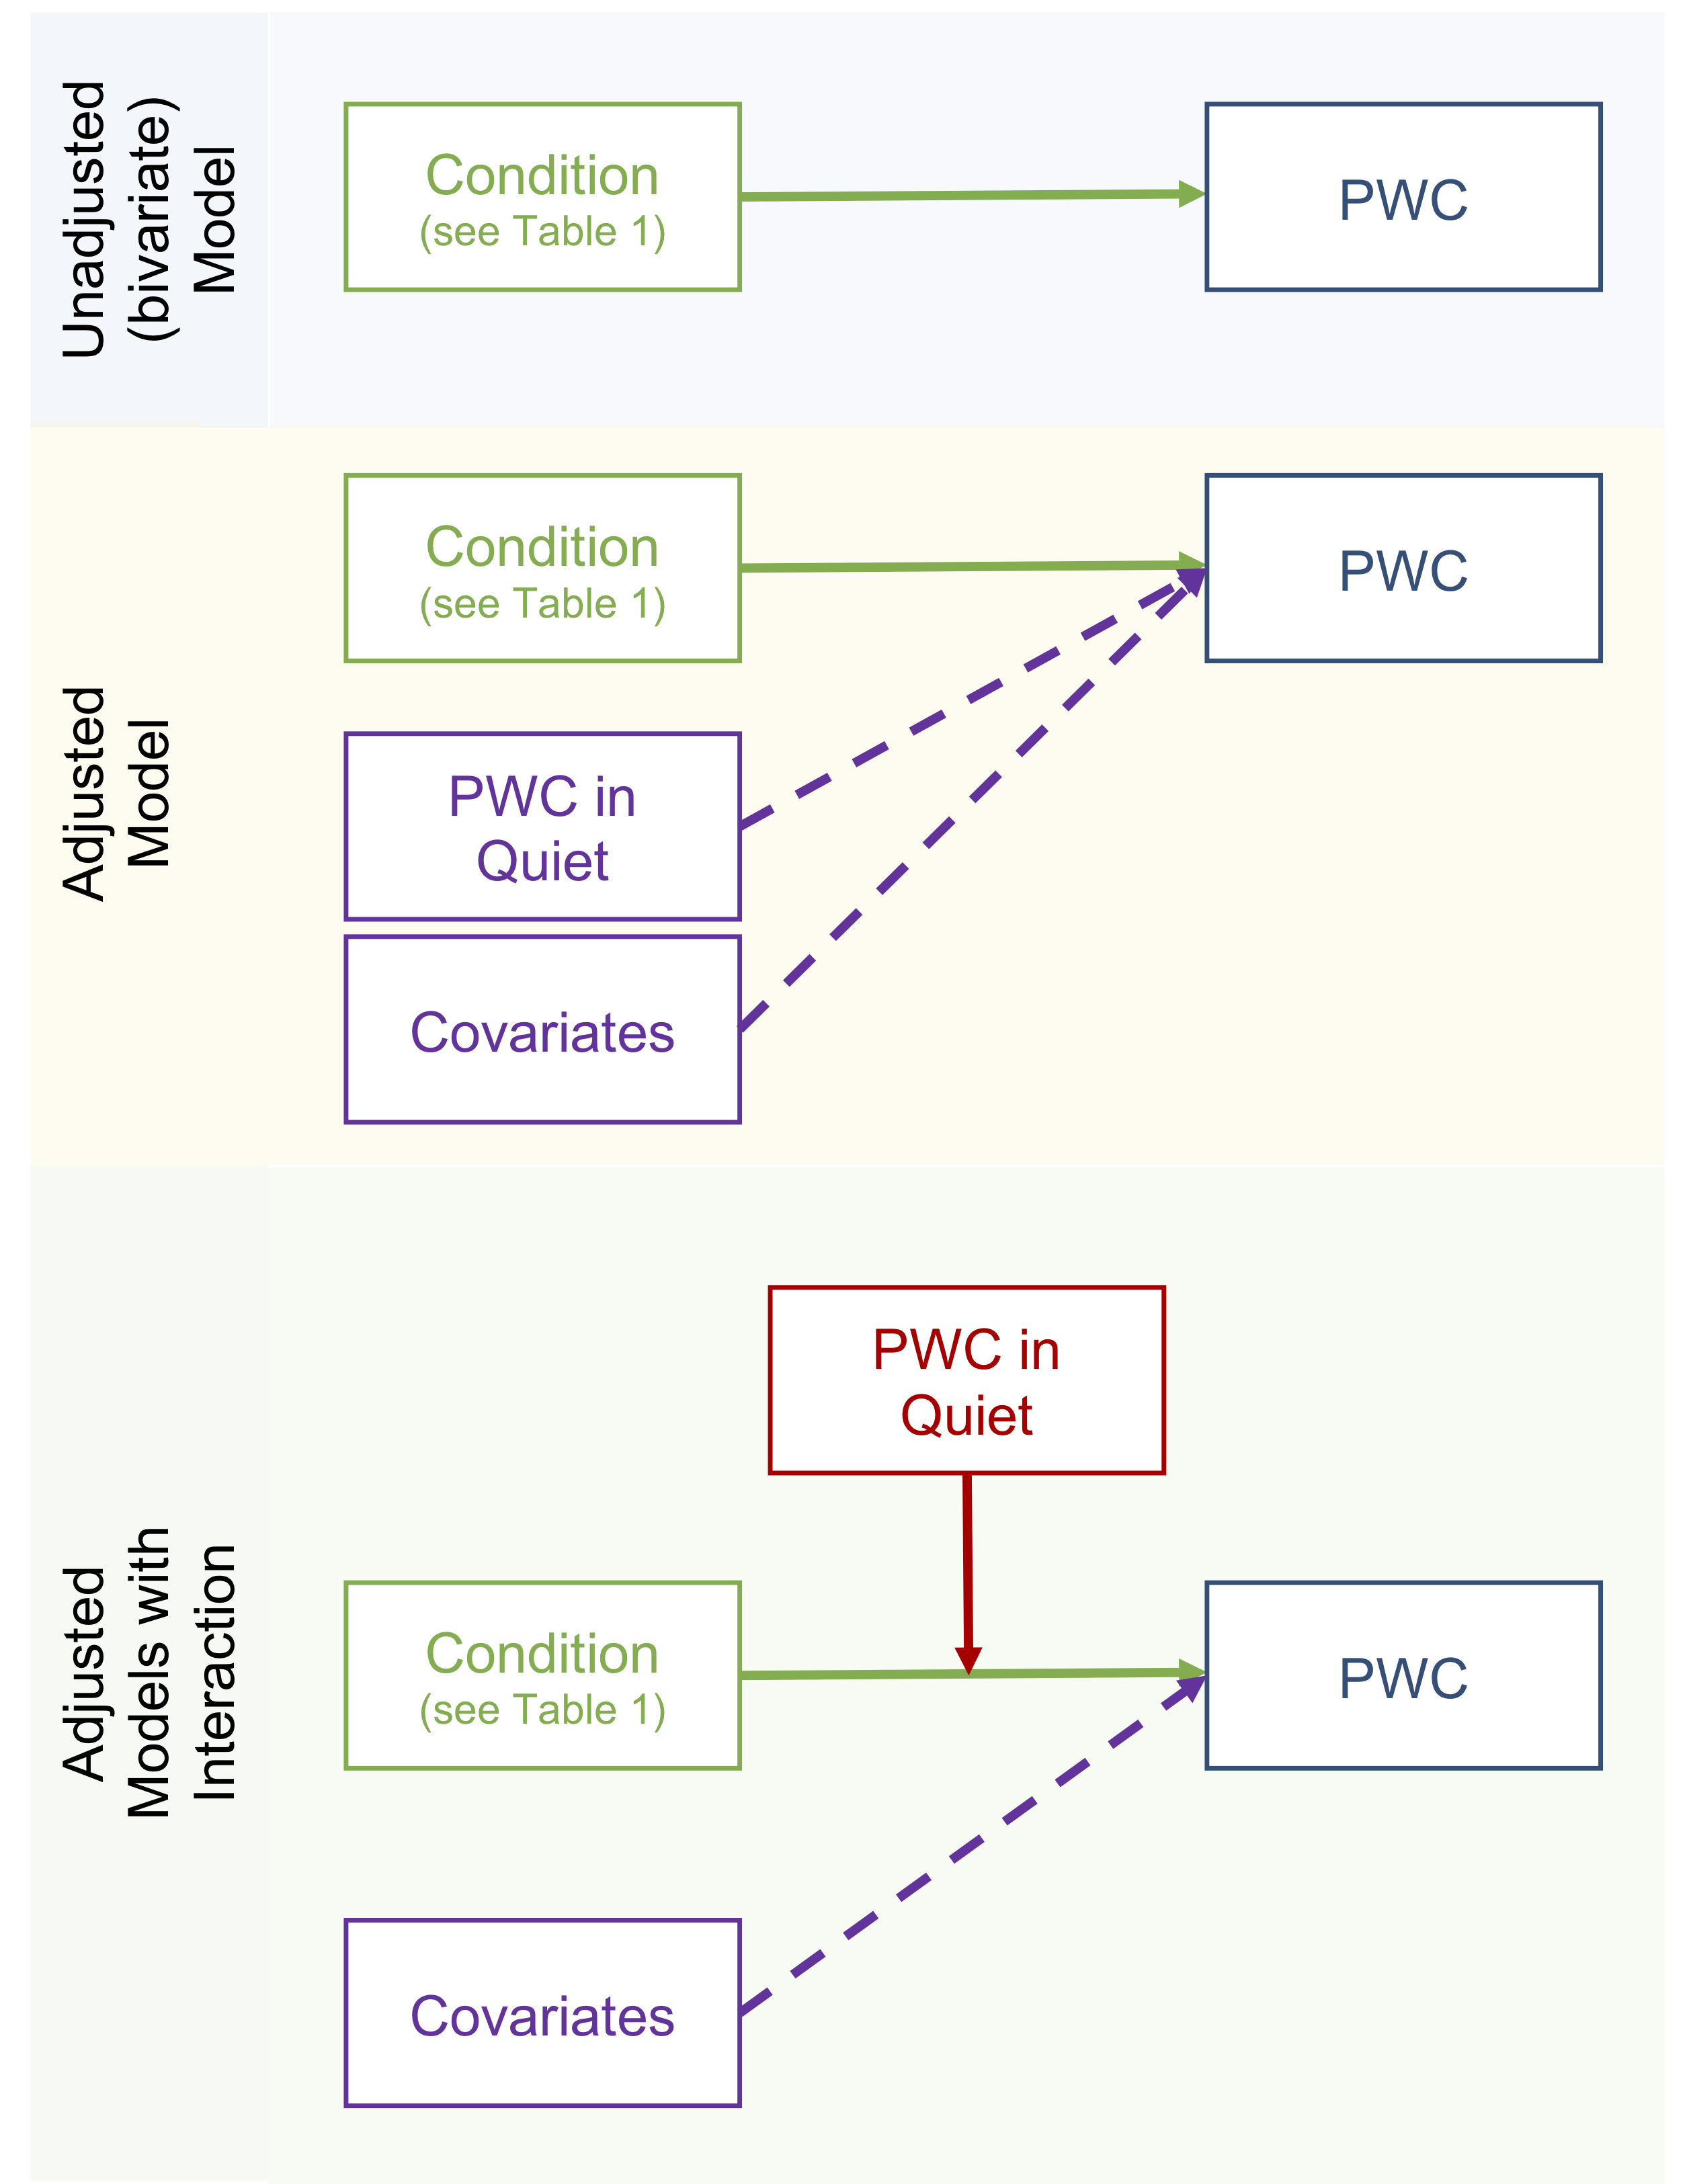 Unadjusted
(bivariate)
Model
Condition
(see Table 1)
PWC
Adjusted
Model
Condition
(see Table 1)
PWC
PWC in
Quiet
Covariates
Adjusted
Models with
Interaction
PWC in
Quiet
Condition
(see Table 1)
PWC
Covariates